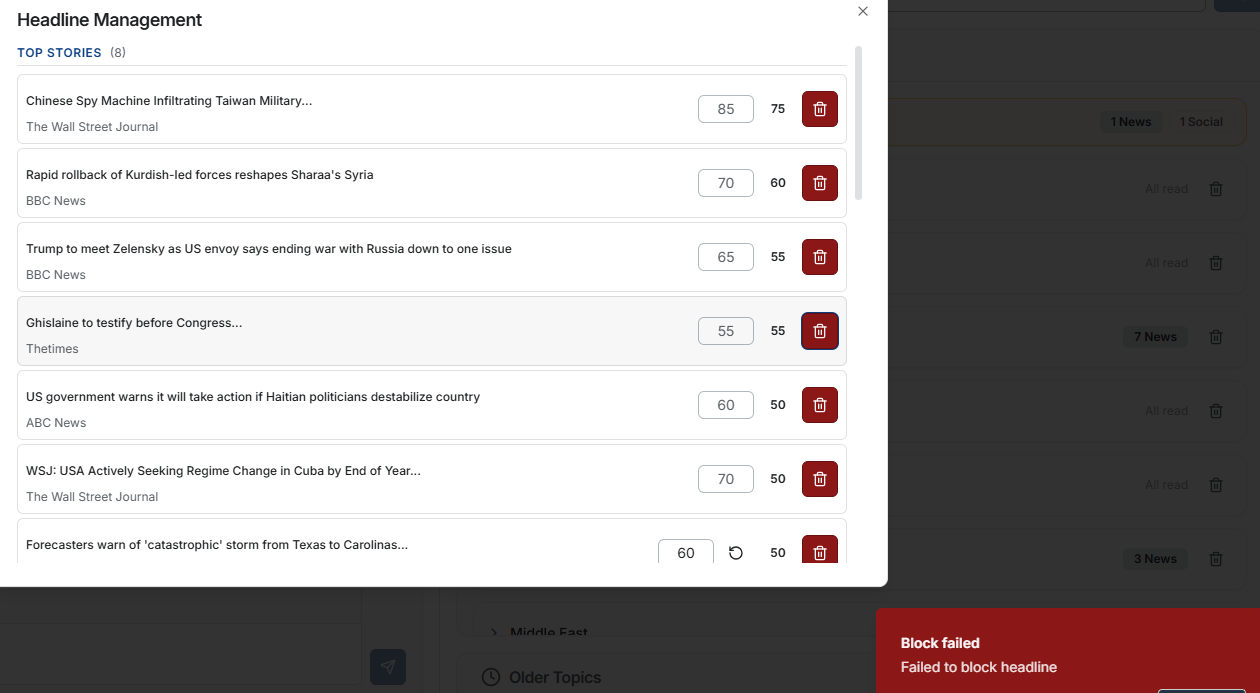 Headline Management
TOP STORIES (8)
Chinese Spy Machine Infiltrating Taiwan Military...
The Wall Street Journal
85
75
Rapid rollback of Kurdish-led forces reshapes Sharaa's Syria
BBC News
70
60
Trump to meet Zelensky as US envoy says ending war with Russia down to one issue
BBC News
65
55
Ghislaine to testify before Congress...
Thetimes
55
55
US government warns it will take action if Haitian politicians destabilize country
ABC News
60
50
WSJ: USA Actively Seeking Regime Change in Cuba by End of Year...
The Wall Street Journal
70
50
Forecasters warn of 'catastrophic' storm from Texas to Carolinas...
60
50
1 News
1 Social
All read
All read
7 News
All read
All read
3 News
Middle East
Older Topics
Block failed
Failed to block headline